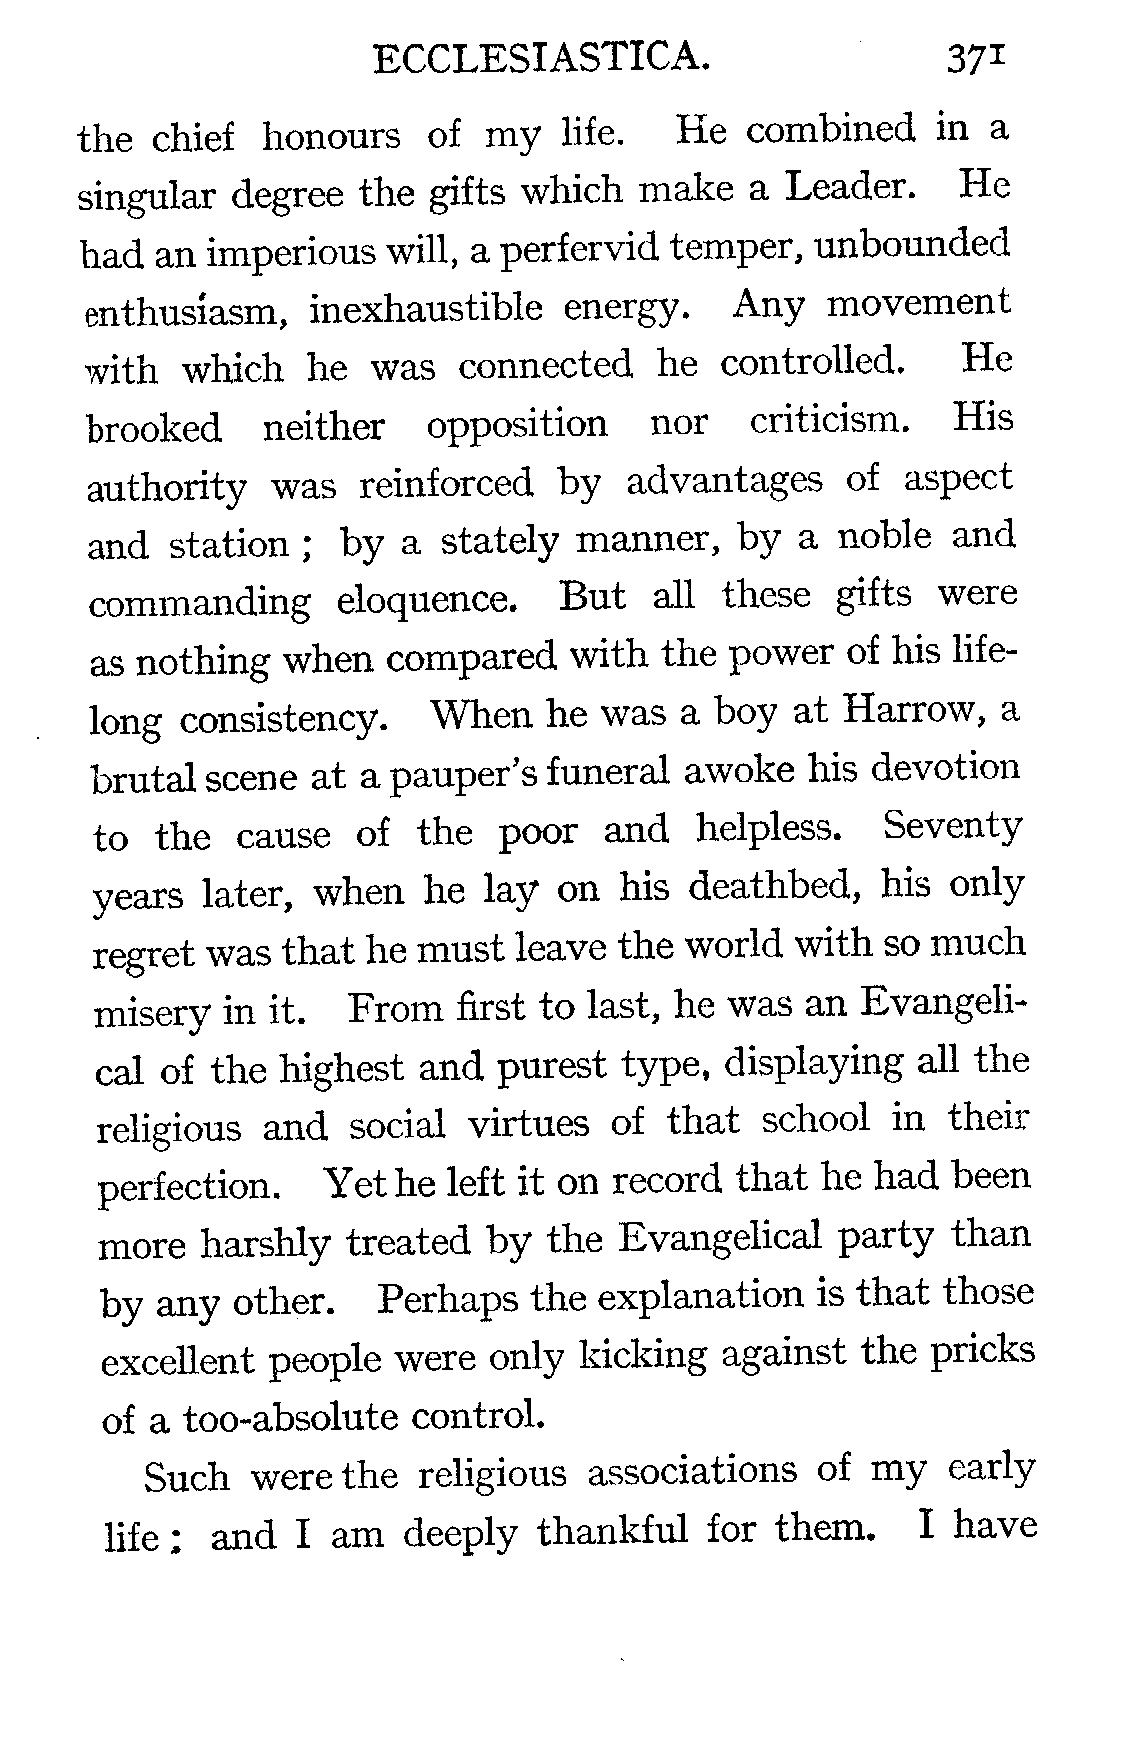 ECCLESIASTICA. 371
the chief honours of my life. He combined in a
singular degree the gifts which make a Leader. He
had an imperious will, a perfervid temper, unbounded
enthusiasm, inexhaustible energy. Any movement
with which he was connected he controlled. He
brooked neither opposition nor criticism. His
authority was reinforced by advantages of aspect
and station ; by a stately manner, by a noble and
commanding eloquence. But all these gifts were
as nothing when compared with the power of his life-
long consistency. When he was a boy at Harrow, a
brutal scene at a pauper's funeral awoke his devotion
to the cause of the poor and helpless. Seventy
years later, when he lay on his deathbed, his only
regret was that he must leave the world with so much
misery in it. From first to last, he was an Evangeli-
cal of the highest and purest type, displaying all the
religious and social virtues of that school in their
perfection. Yet he left it on record that he had been
more harshly treated by the Evangelical party than
by any other. Perhaps the explanation is that those
excellent people were only kicking against the pricks
of a too-absolute control.
Such were the religious associations of my early
life ; and I am deeply thankful for them. I have